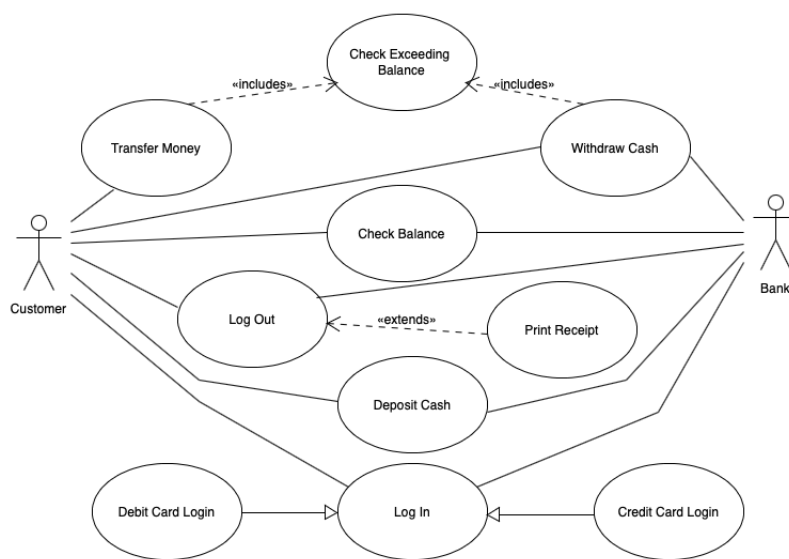 Check Exceeding
Balance
«includes»
«includes»
Transfer Money
Withdraw Cash
Check Balance
Customer
Bank
Log Out
«extends»
Print Receipt
Deposit Cash
Debit Card Login
Log In
Credit Card Login